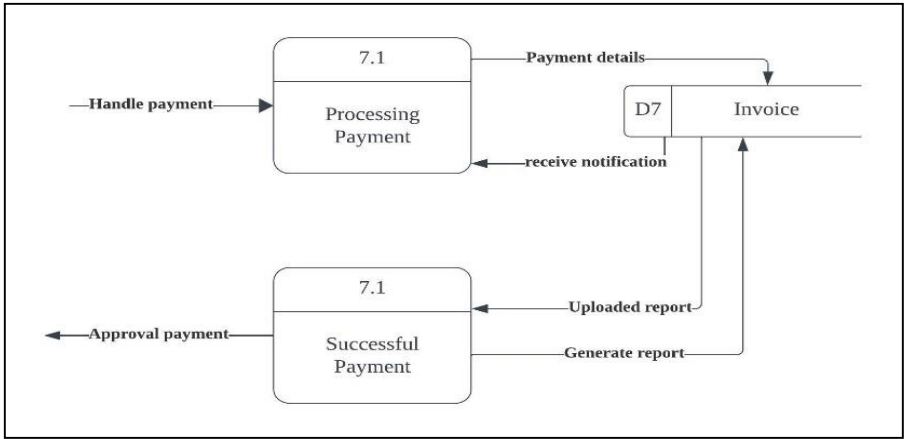 7.1
Payment details
Handle payment
Processing
Payment
D7
Invoice
receive notification
7.1
Uploaded report
Approval payment
Successful
Payment
Generate report